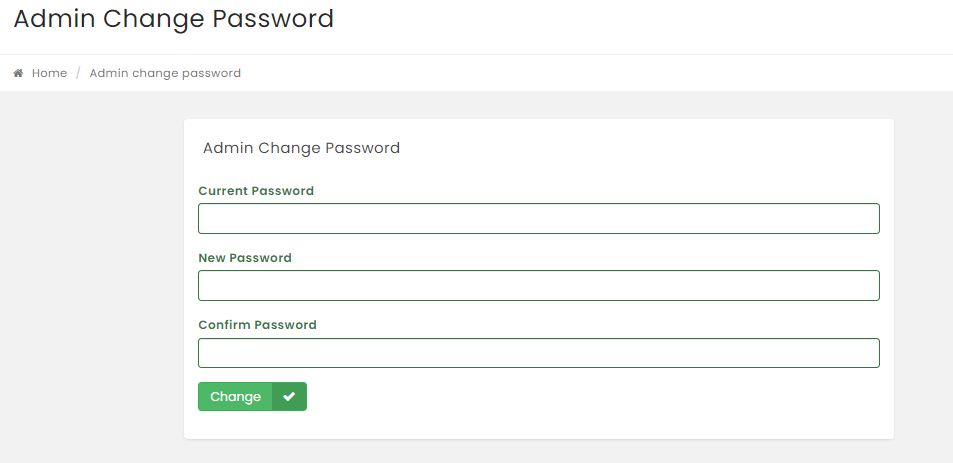 Admin Change Password
Home / Admin change password
Admin Change Password
Current Password
New Password
Confirm Password
Change